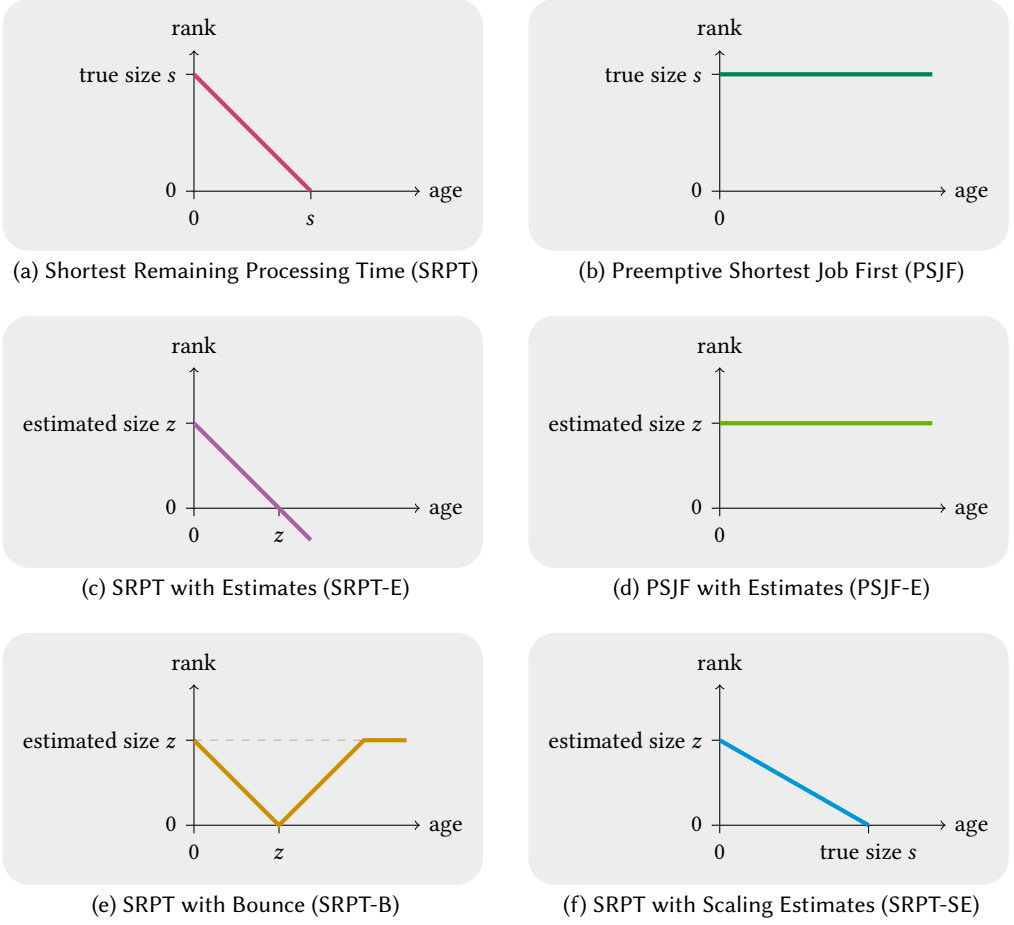 rank
true size s
0
age
0
s
(a) Shortest Remaining Processing Time (SRPT)
rank
true size s
0
age
0
(b) Preemptive Shortest Job First (PSJF)
rank
estimated size z
0
age
0
z
(c) SRPT with Estimates (SRPT-E)
rank
estimated size z
0
age
0
(d) PSJF with Estimates (PSJF-E)
rank
estimated size z
0
age
0
z
(e) SRPT with Bounce (SRPT-B)
rank
estimated size z
0
age
0
true size s
(f) SRPT with Scaling Estimates (SRPT-SE)